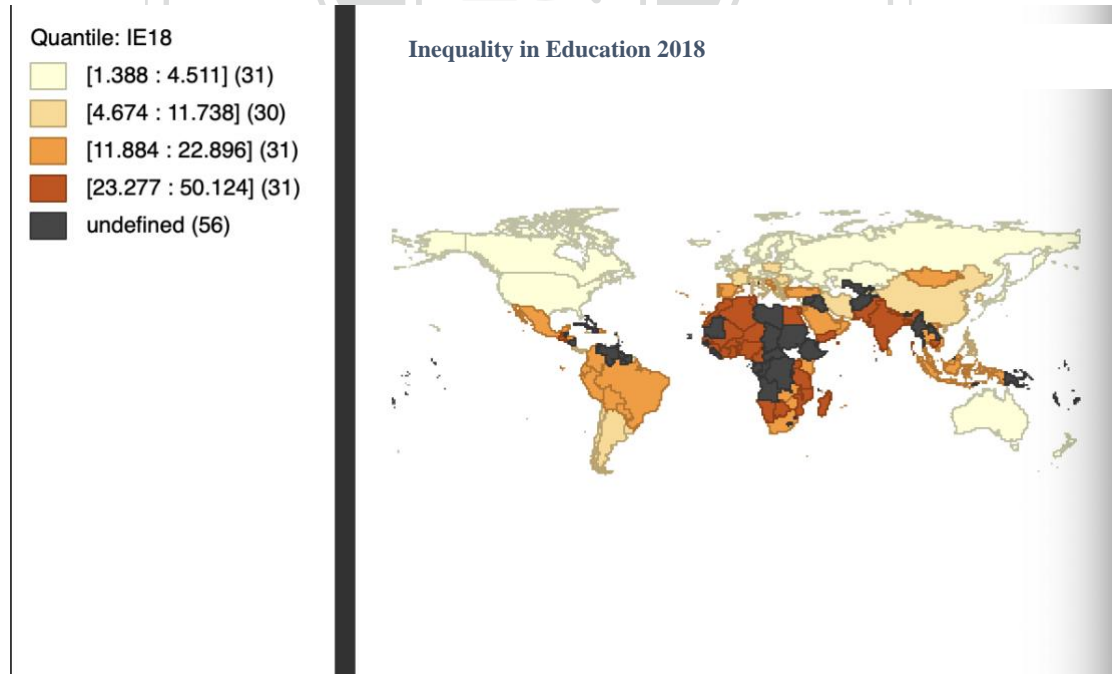 Quantile: IE18
[1.388 : 4.511] (31)
[4.674 : 11.738] (30)
[11.884 : 22.896] (31)
[23.277 : 50.124] (31)
undefined (56)
Inequality in Education 2018